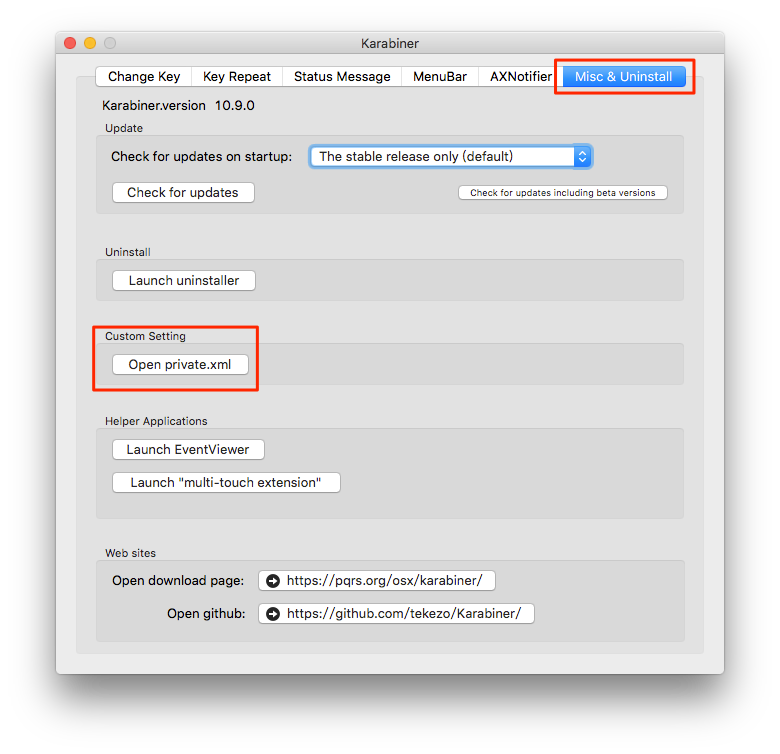 Karabiner
Change Key Key Repeat Status Message MenuBar AXNotifier Misc & Uninstall
Karabiner.version 10.9.0
Update
Check for updates on startup: The stable release only (default)
Check for updates Check for updates including beta versions
Uninstall
Launch uninstaller
Custom Setting
Open private.xml
Helper Applications
Launch EventViewer
Launch "multi-touch extension"
Web sites
Open download page: https://pqrs.org/osx/karabiner/
Open github: https://github.com/tekezo/Karabiner/